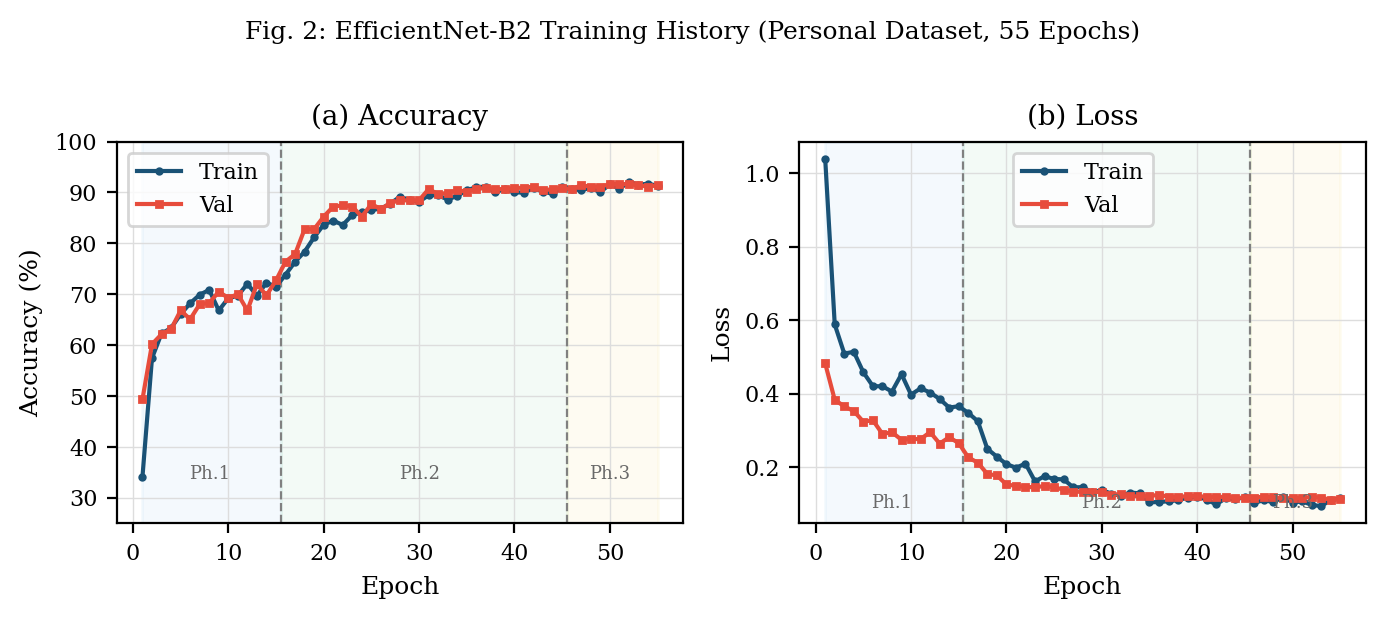 Fig. 2: EfficientNet-B2 Training History (Personal Dataset, 55 Epochs)
(a) Accuracy
Accuracy (%)
100
90
80
70
60
50
40
30
Train
Val
Ph.1
Ph.2
Ph.3
0 10 20 30 40 50
Epoch
(b) Loss
Loss
1.0
0.8
0.6
0.4
0.2
Train
Val
Ph.1
Ph.2
Ph.3
0 10 20 30 40 50
Epoch